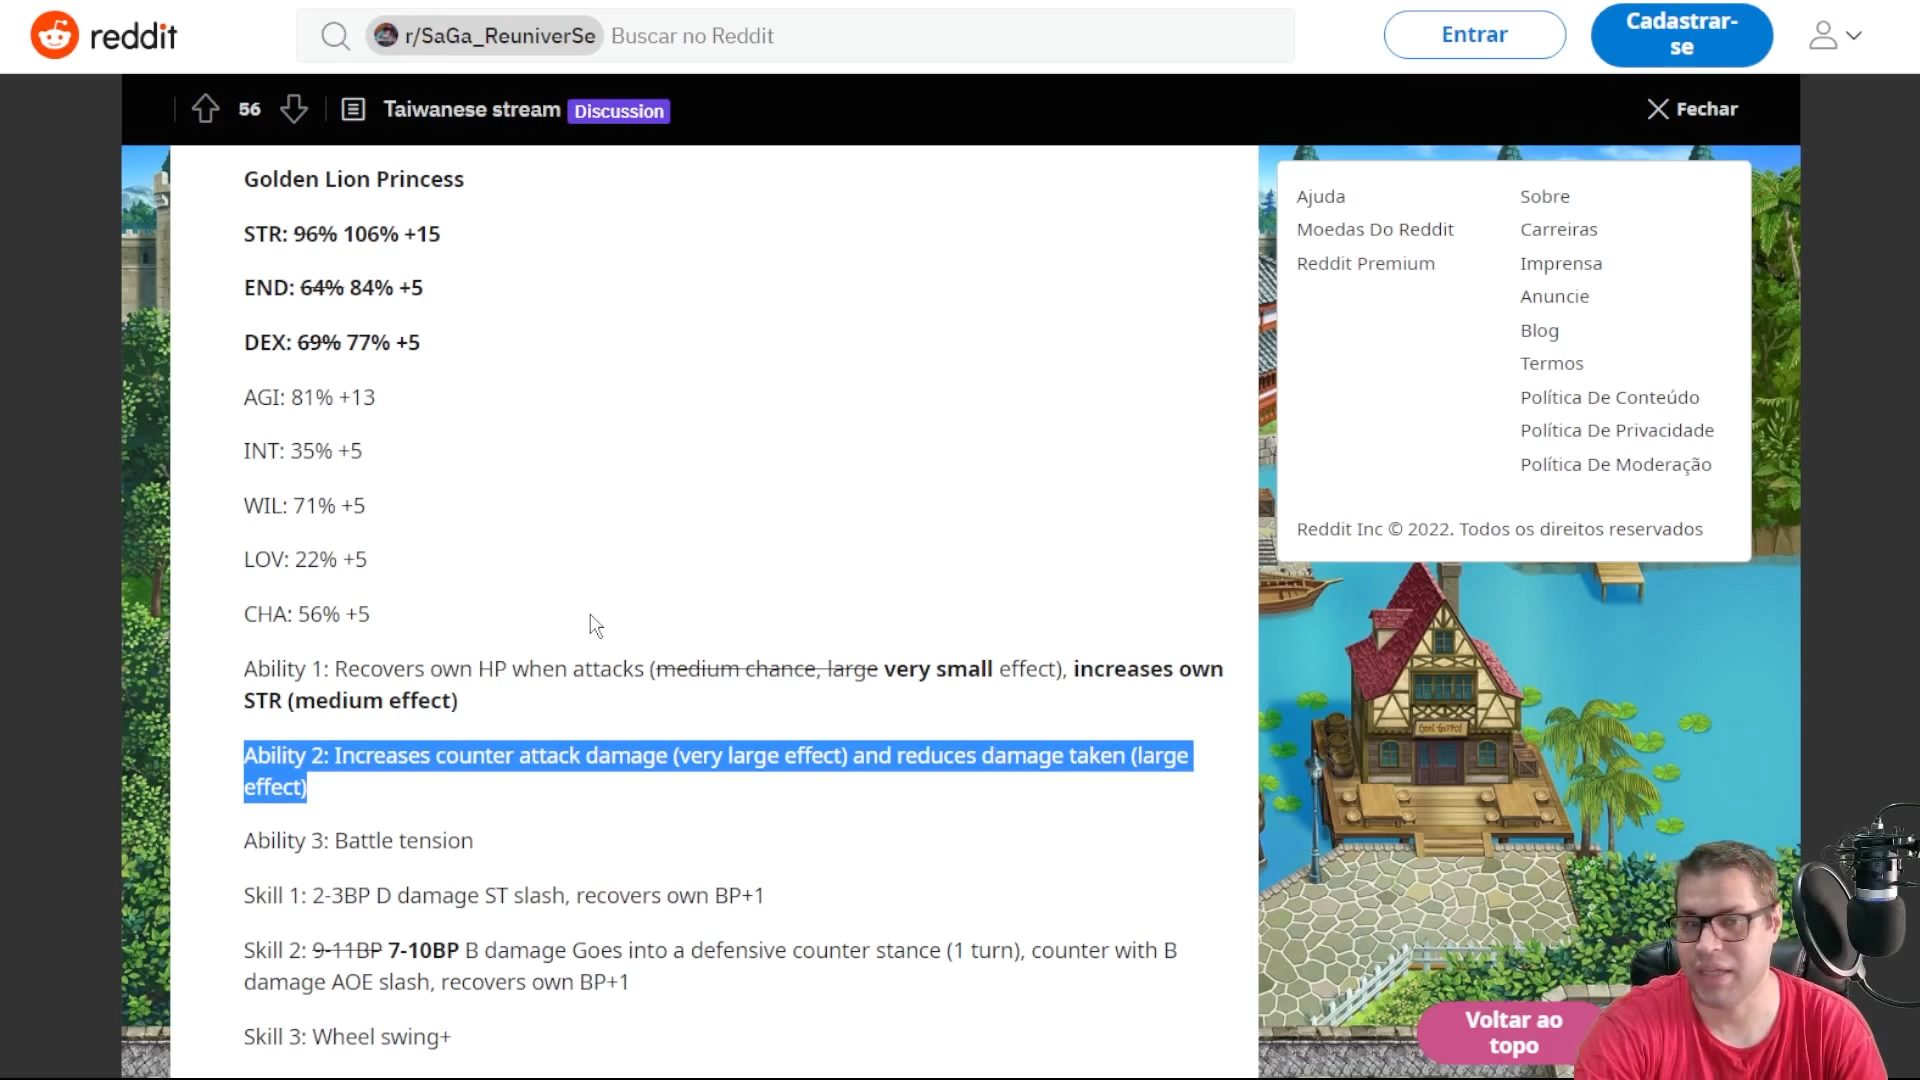 reddit
r/SaGa_ReuniverSe Buscar no Reddit
Entrar
Cadastrar-
se
56 Taiwanese stream Discussion
Fechar
Golden Lion Princess
STR: 96% 106% +15
END: 64% 84% +5
DEX: 69% 77% +5
AGI: 81% +13
INT: 35% +5
WIL: 71% +5
LOV: 22% +5
CHA: 56% +5
Ability 1: Recovers own HP when attacks (medium chance, large very small effect), increases own
STR (medium effect)
Ability 2: Increases counter attack damage (very large effect) and reduces damage taken (large
effect)
Ability 3: Battle tension
Skill 1: 2-3BP D damage ST slash, recovers own BP+1
Skill 2: 9-11BP 7-10BP B damage Goes into a defensive counter stance (1 turn), counter with B
damage AOE slash, recovers own BP+1
Skill 3: Wheel swing+
Ajuda
Moedas Do Reddit
Reddit Premium
Sobre
Carreiras
Imprensa
Anuncie
Blog
Termos
Política De Conteúdo
Política De Privacidade
Política De Moderação
Reddit Inc © 2022. Todos os direitos reservados
Voltar ao
topo